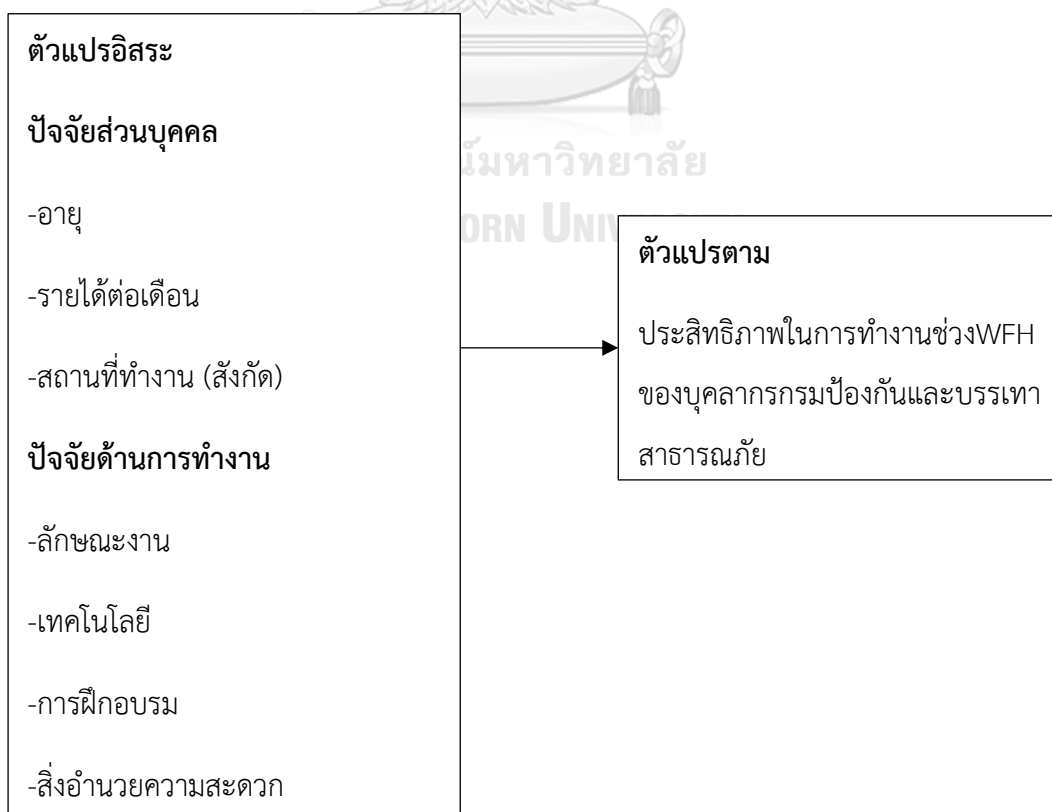 ตัวแปรอิสระ
ปัจจัยส่วนบุคคล
-อายุ
-รายได้ต่อเดือน
-สถานที่ทำงาน (สังกัด)
ปัจจัยด้านการทำงาน
-ลักษณะงาน
-เทคโนโลยี
-การฝึกอบรม
-สิ่งอำนวยความสะดวก
ตัวแปรตาม
ประสิทธิภาพในการทำงานช่วงWFH
ของบุคลากรกรมป้องกันและบรรเทา
สาธารณภัย
มหาวิทยาลัย